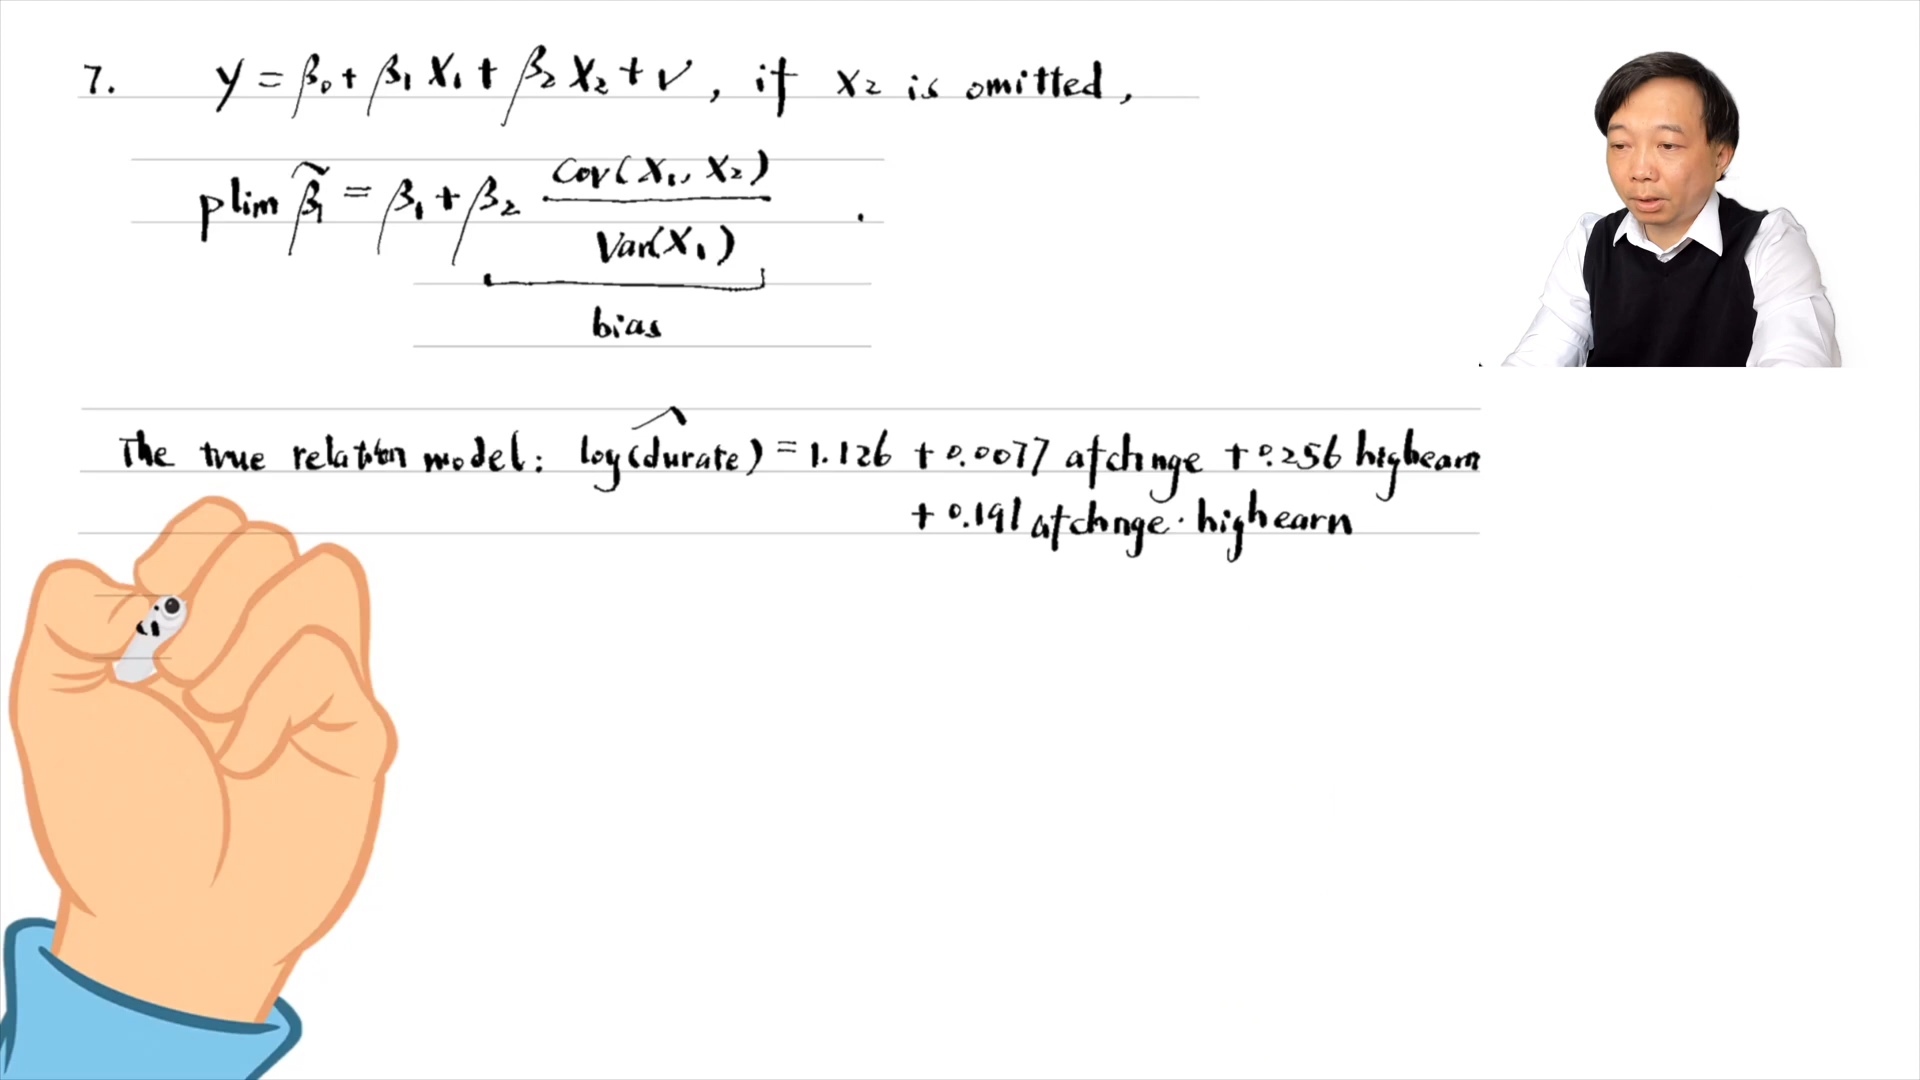 7. y = β₀ + β₁ x₁ + β₂ x₂ + v, if x₂ is omitted,
plim β̃₁ = β₁ + β₂ Cov(x₁, x₂) / Var(x₁) .
bias
The true relation model: log(durate)^ = 1.126 + 0.0077 afchnge + 0.256 highearn
+ 0.191 afchnge · highearn